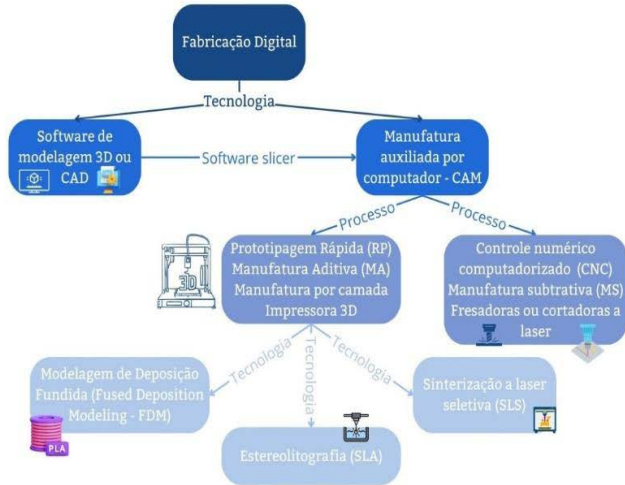 Fabricação Digital
Tecnologia
Software de
modelagem 3D ou
CAD
Software slicer
Manufatura
auxiliada por
computador - CAM
Processo
Processo
Prototipagem Rápida (RP)
Manufatura Aditiva (MA)
Manufatura por camada
Impressora 3D
3D
Controle numérico
computadorizado (CNC)
Manufatura subtrativa (MS)
Fresadoras ou cortadoras a
laser
Tecnologia
Tecnologia
Tecnologia
Modelagem de Deposição
Fundida (Fused Deposition
Modeling - FDM)
PLA
Estereolitografia (SLA)
Sinterização a laser
seletiva (SLS)